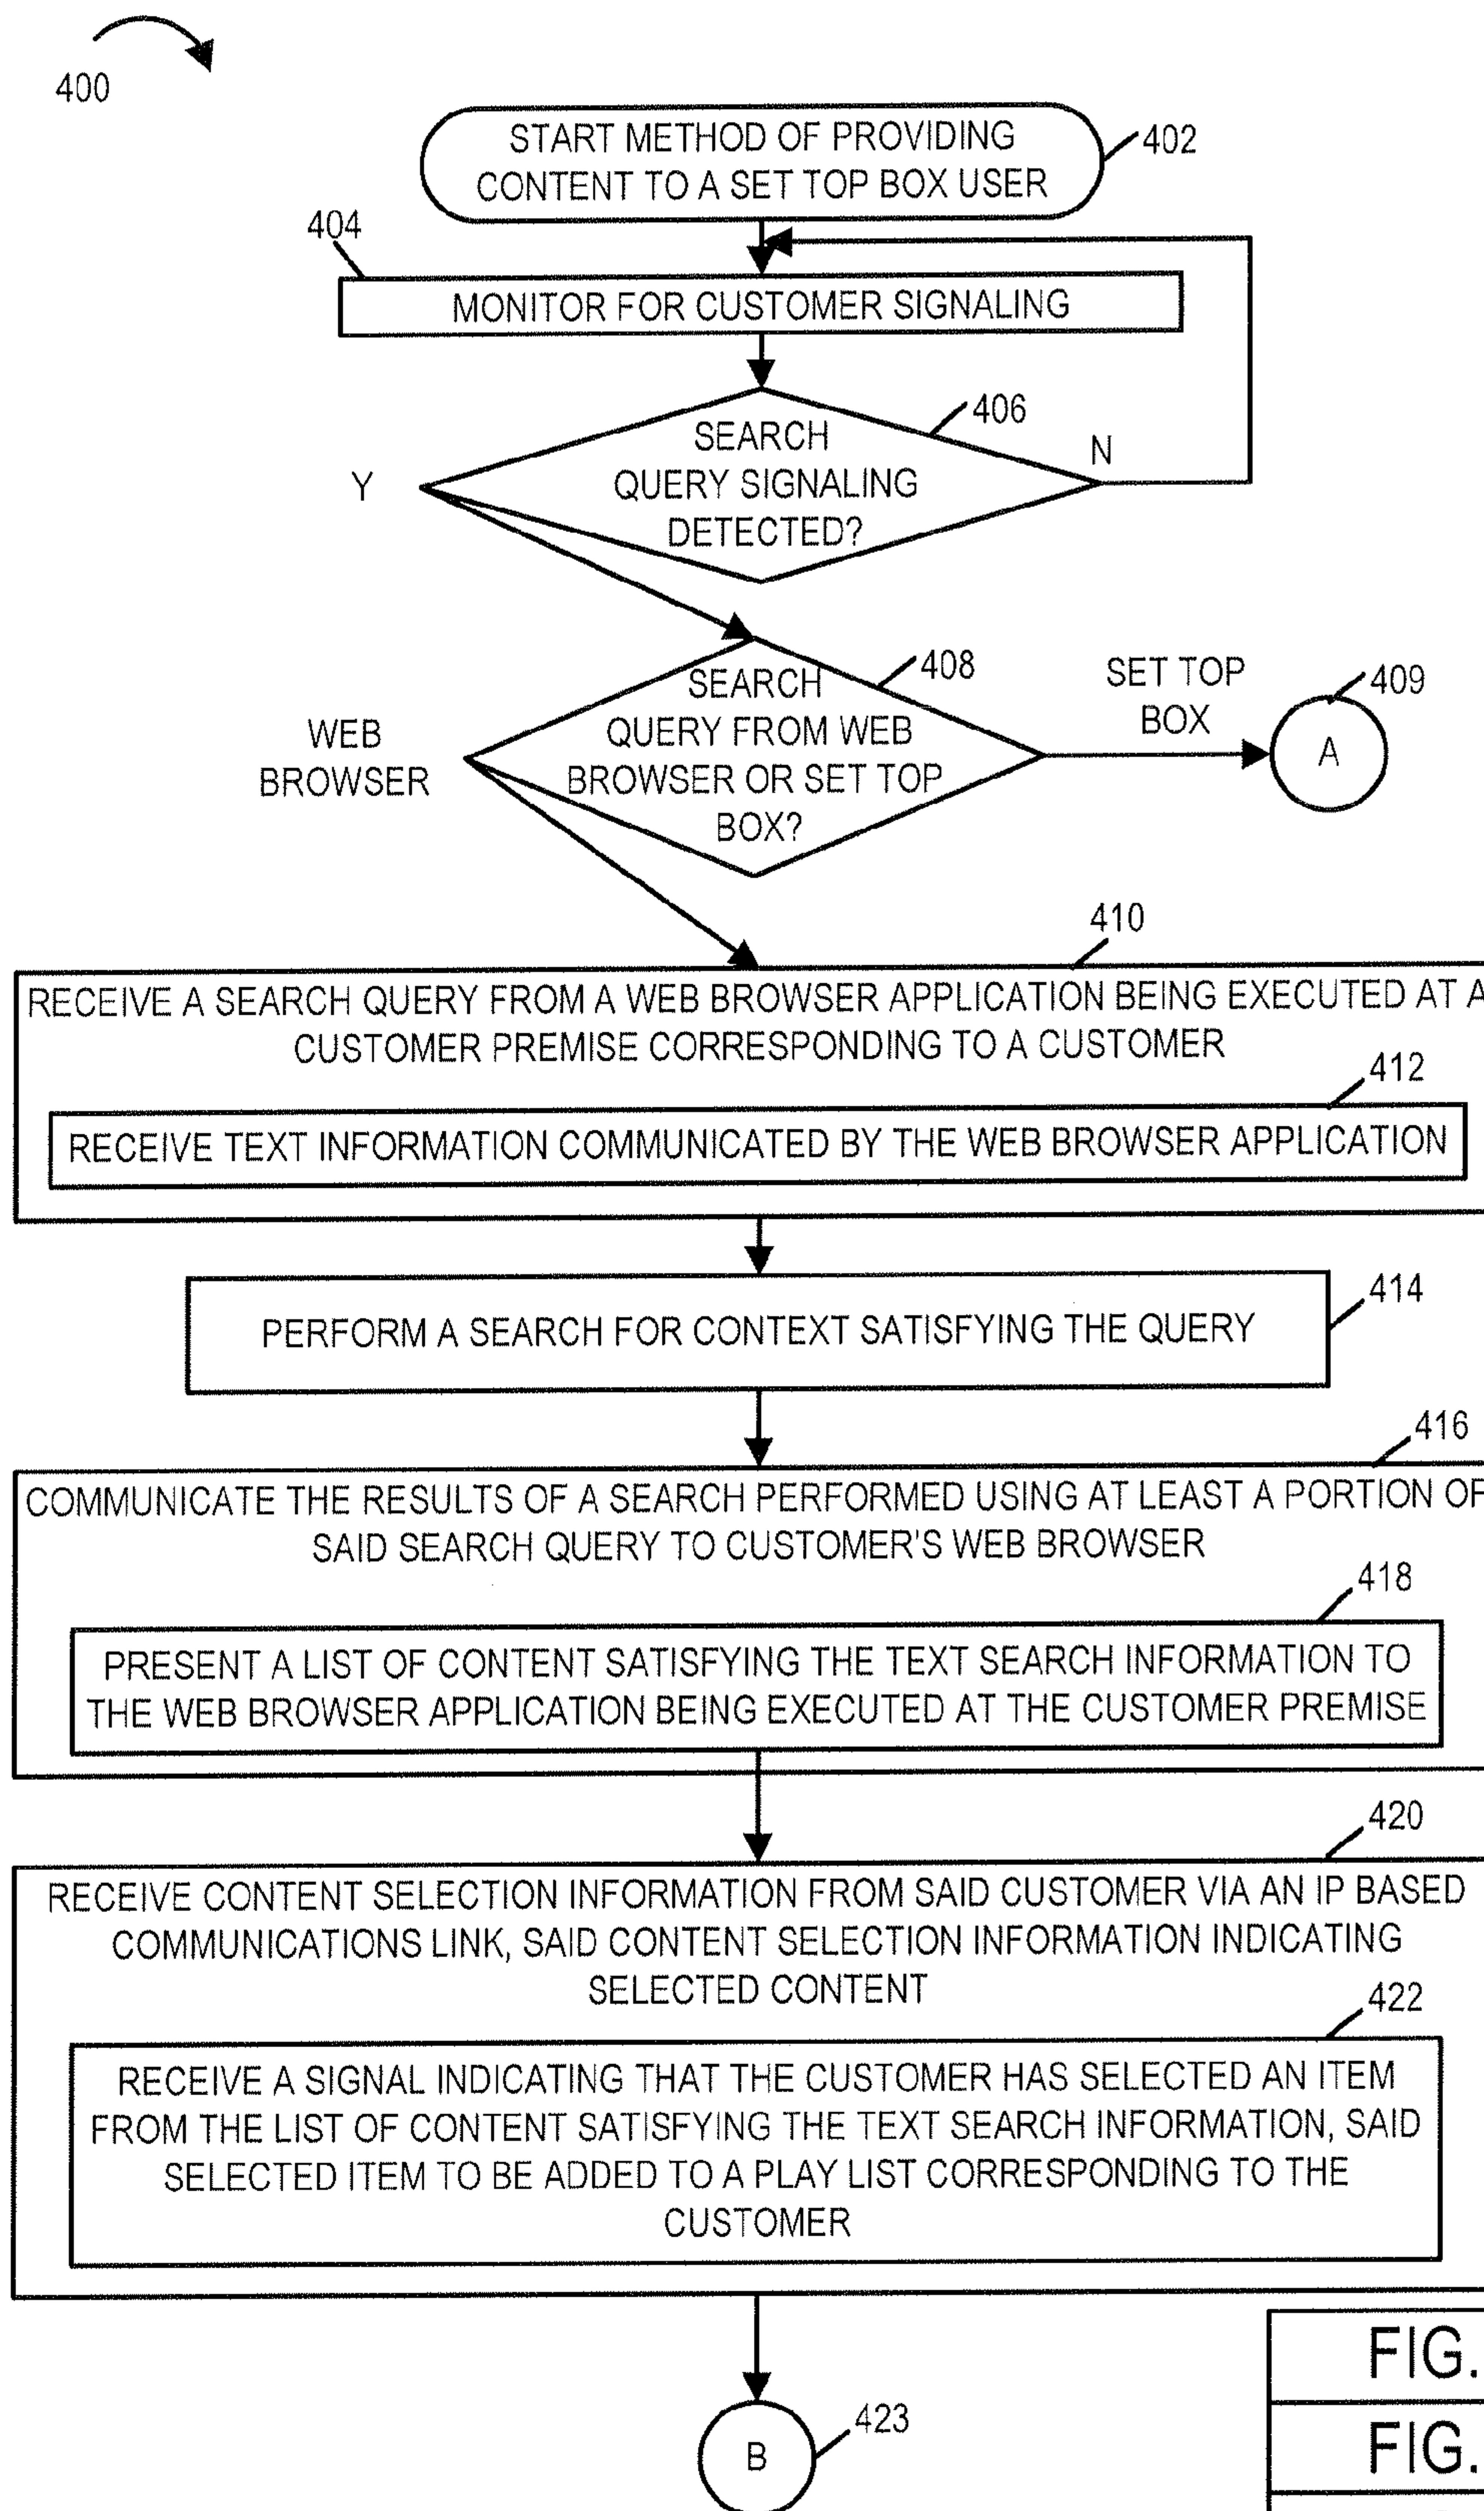 400
START METHOD OF PROVIDING
CONTENT TO A SET TOP BOX USER
402
404
MONITOR FOR CUSTOMER SIGNALING
406
SEARCH
QUERY SIGNALING
DETECTED?
Y
N
408
SEARCH
QUERY FROM WEB
BROWSER OR SET TOP
BOX?
WEB
BROWSER
SET TOP
BOX
409
A
410
RECEIVE A SEARCH QUERY FROM A WEB BROWSER APPLICATION BEING EXECUTED AT A
CUSTOMER PREMISE CORRESPONDING TO A CUSTOMER
412
RECEIVE TEXT INFORMATION COMMUNICATED BY THE WEB BROWSER APPLICATION
414
PERFORM A SEARCH FOR CONTEXT SATISFYING THE QUERY
416
COMMUNICATE THE RESULTS OF A SEARCH PERFORMED USING AT LEAST A PORTION OF
SAID SEARCH QUERY TO CUSTOMER'S WEB BROWSER
418
PRESENT A LIST OF CONTENT SATISFYING THE TEXT SEARCH INFORMATION TO
THE WEB BROWSER APPLICATION BEING EXECUTED AT THE CUSTOMER PREMISE
420
RECEIVE CONTENT SELECTION INFORMATION FROM SAID CUSTOMER VIA AN IP BASED
COMMUNICATIONS LINK, SAID CONTENT SELECTION INFORMATION INDICATING
SELECTED CONTENT
422
RECEIVE A SIGNAL INDICATING THAT THE CUSTOMER HAS SELECTED AN ITEM
FROM THE LIST OF CONTENT SATISFYING THE TEXT SEARCH INFORMATION, SAID
SELECTED ITEM TO BE ADDED TO A PLAY LIST CORRESPONDING TO THE
CUSTOMER
423
B
FIG.
FIG.